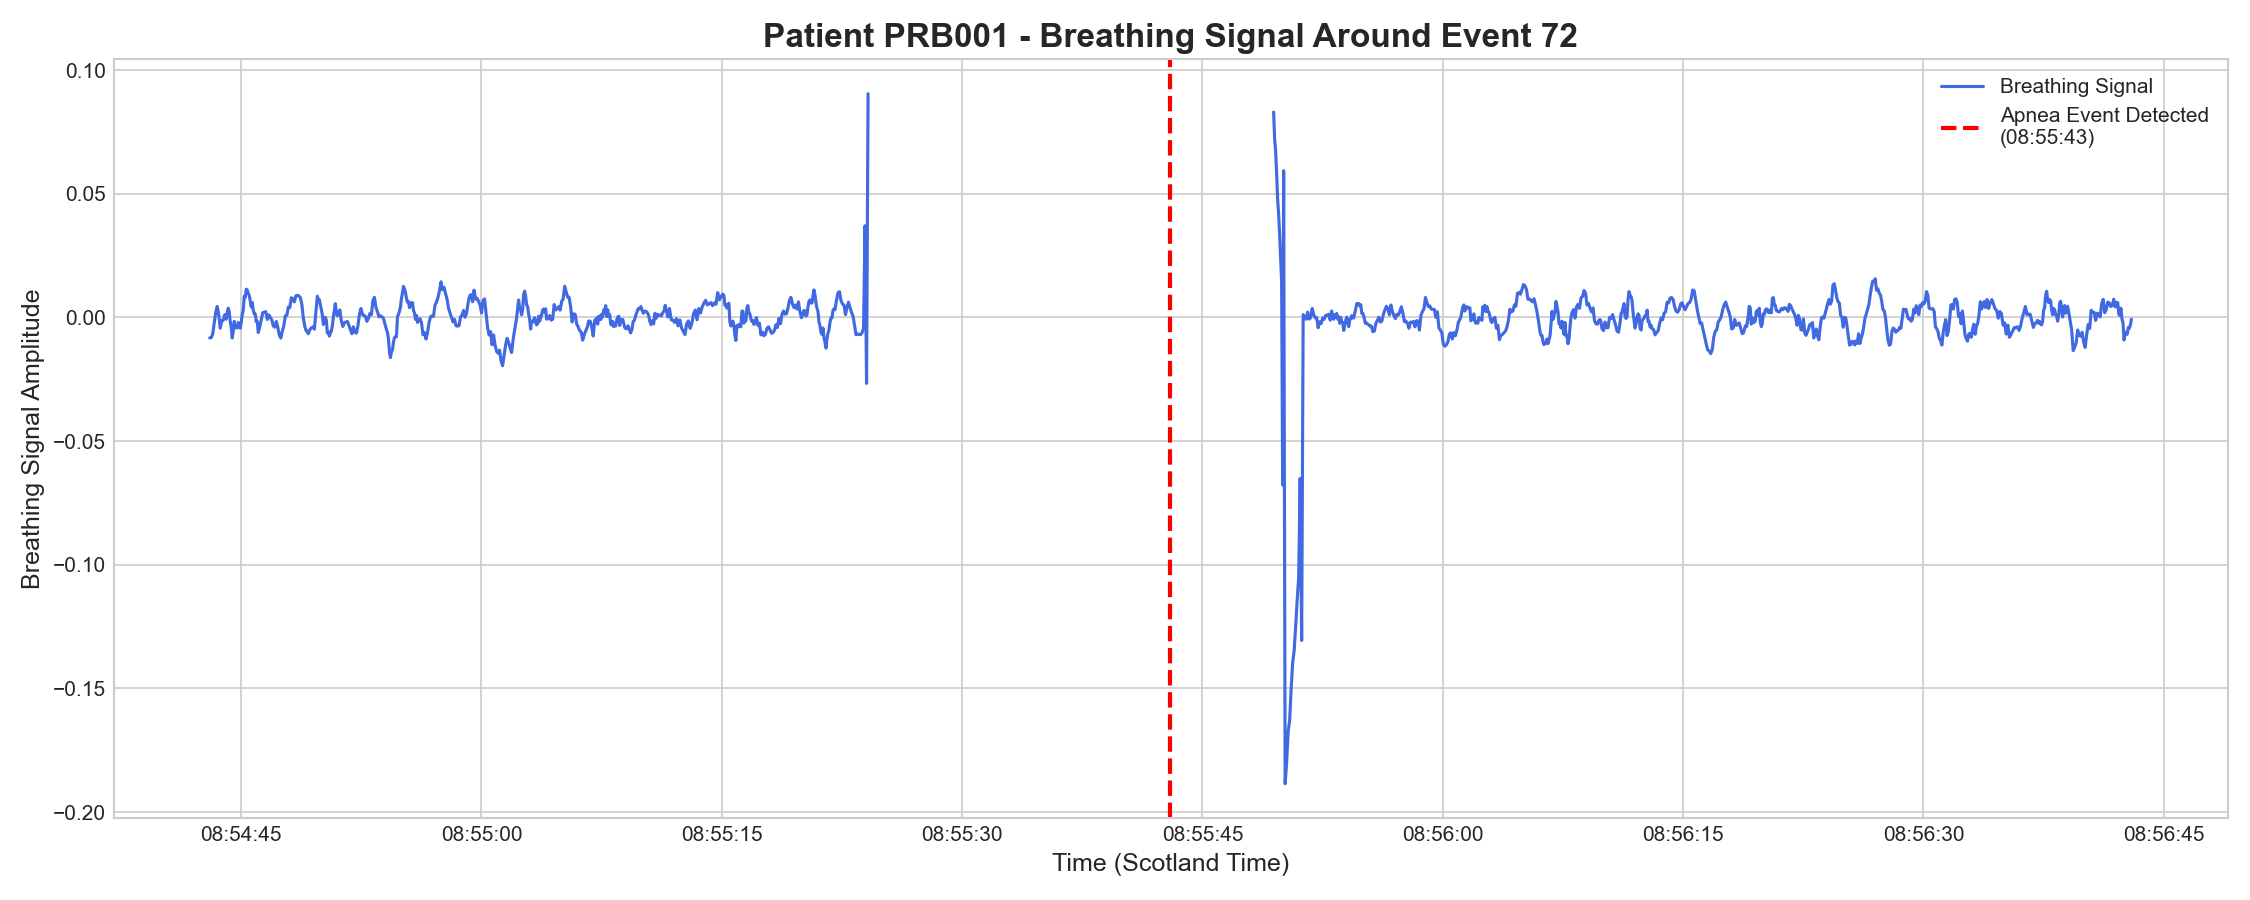 Patient PRB001 - Breathing Signal Around Event 72
Breathing Signal
Apnea Event Detected
(08:55:43)
Breathing Signal Amplitude
0.10
0.05
0.00
−0.05
−0.10
−0.15
−0.20
08:54:45 08:55:00 08:55:15 08:55:30 08:55:45 08:56:00 08:56:15 08:56:30 08:56:45
Time (Scotland Time)